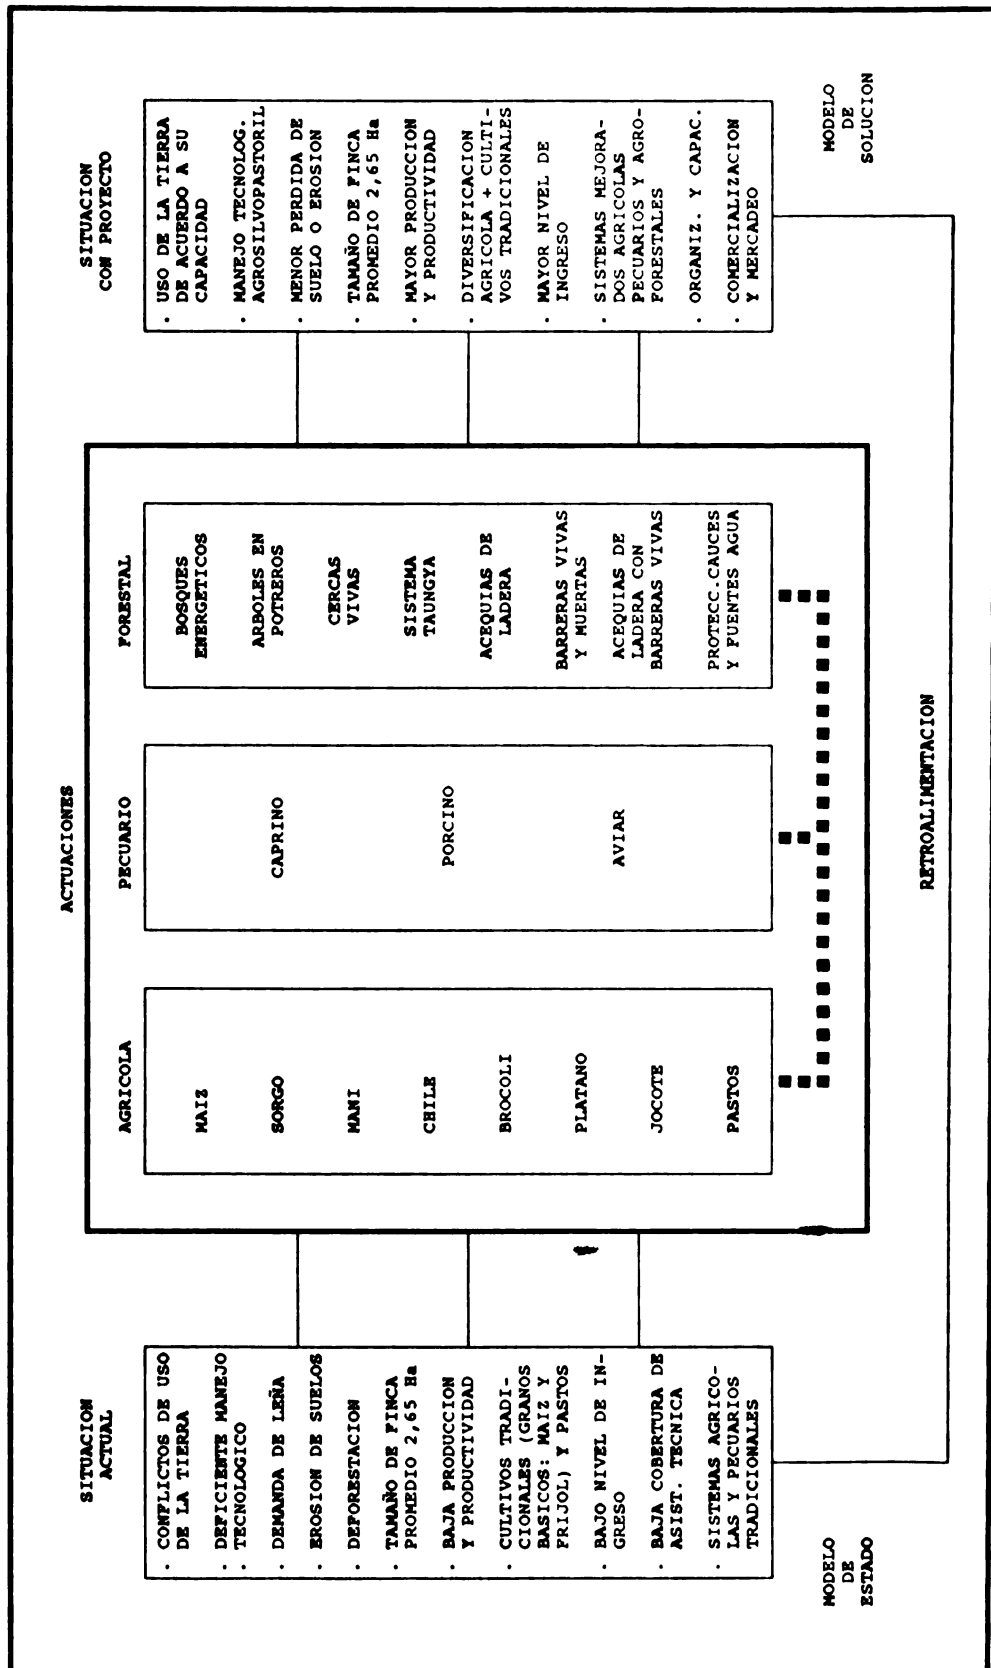 SITUACION
ACTUAL
. CONFLICTOS DE USO
DE LA TIERRA
. DEFICIENTE MANEJO
. TECNOLOGICO
. DEMANDA DE LEÑA
. EROSION DE SUELOS
. DEFORESTACION
. TAMAÑO DE FINCA
PROMEDIO 2,65 Ha
. BAJA PRODUCCION
Y PRODUCTIVIDAD
. CULTIVOS TRADI-
CIONALES (GRANOS
BASICOS: MAIZ Y
FRIJOL) Y PASTOS
. BAJO NIVEL DE IN-
GRESO
. BAJA COBERTURA DE
ASIST. TECNICA
. SISTEMAS AGRICO-
LAS Y PECUARIOS
TRADICIONALES
MODELO
DE
ESTADO
ACTUACIONES
AGRICOLA
MAIZ
SORGO
MANI
CHILE
BROCOLI
PLATANO
JOCOTE
PASTOS
PECUARIO
CAPRINO
PORCINO
AVIAR
FORESTAL
BOSQUES
ENERGETICOS
ARBOLES EN
POTREROS
CERCAS
VIVAS
SISTEMA
TAUNGYA
ACEQUIAS DE
LADERA
BARRERAS VIVAS
Y MUERTAS
ACEQUIAS DE
LADERA CON
BARRERAS VIVAS
PROTECC.CAUCES
Y FUENTES AGUA
SITUACION
CON PROYECTO
. USO DE LA TIERRA
DE ACUERDO A SU
CAPACIDAD
. MANEJO TECNOLOG.
AGROSILVOPASTORIL
. MENOR PERDIDA DE
SUELO O EROSION
. TAMAÑO DE FINCA
PROMEDIO 2,65 Ha
. MAYOR PRODUCCION
Y PRODUCTIVIDAD
. DIVERSIFICACION
AGRICOLA + CULTI-
VOS TRADICIONALES
. MAYOR NIVEL DE
INGRESO
. SISTEMAS MEJORA-
DOS AGRICOLAS
PECUARIOS Y AGRO-
FORESTALES
. ORGANIZ. Y CAPAC.
. COMERCIALIZACION
Y MERCADEO
MODELO
DE
SOLUCION
RETROALIMENTACION